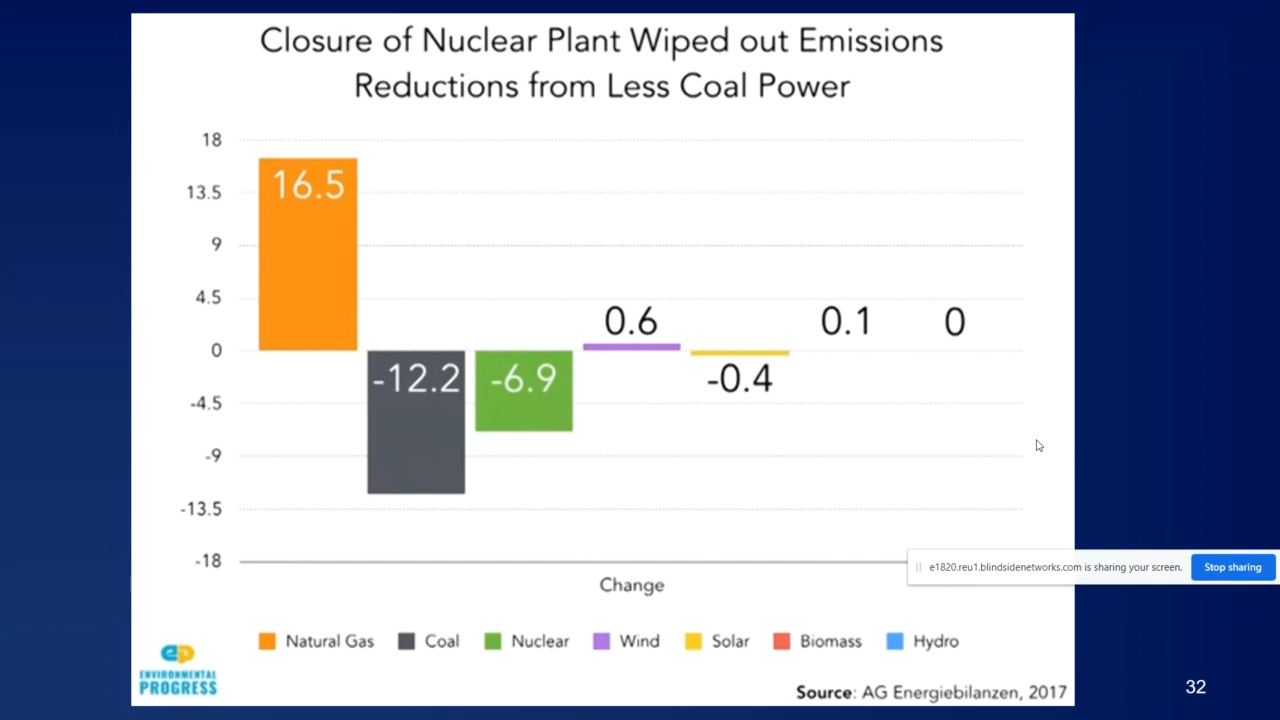 Closure of Nuclear Plant Wiped out Emissions
Reductions from Less Coal Power
18
13.5
9
4.5
0
-4.5
-9
-13.5
-18
16.5
-12.2
-6.9
0.6
-0.4
0.1
0
Change
e1820.reu1.blindsidenetworks.com is sharing your screen.
Stop sharing
Natural Gas
Coal
Nuclear
Wind
Solar
Biomass
Hydro
ep
ENVIRONMENTAL
PROGRESS
Source: AG Energiebilanzen, 2017
32